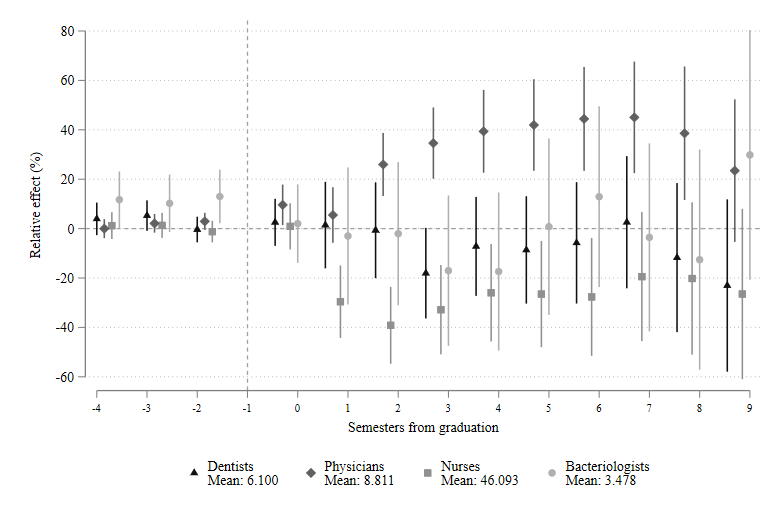 80
60
40
20
0
-20
-40
-60
Relative effect (%)
-4 -3 -2 -1 0 1 2 3 4 5 6 7 8 9
Semesters from graduation
Dentists Physicians Nurses Bacteriologists
Mean: 6.100 Mean: 8.811 Mean: 46.093 Mean: 3.478